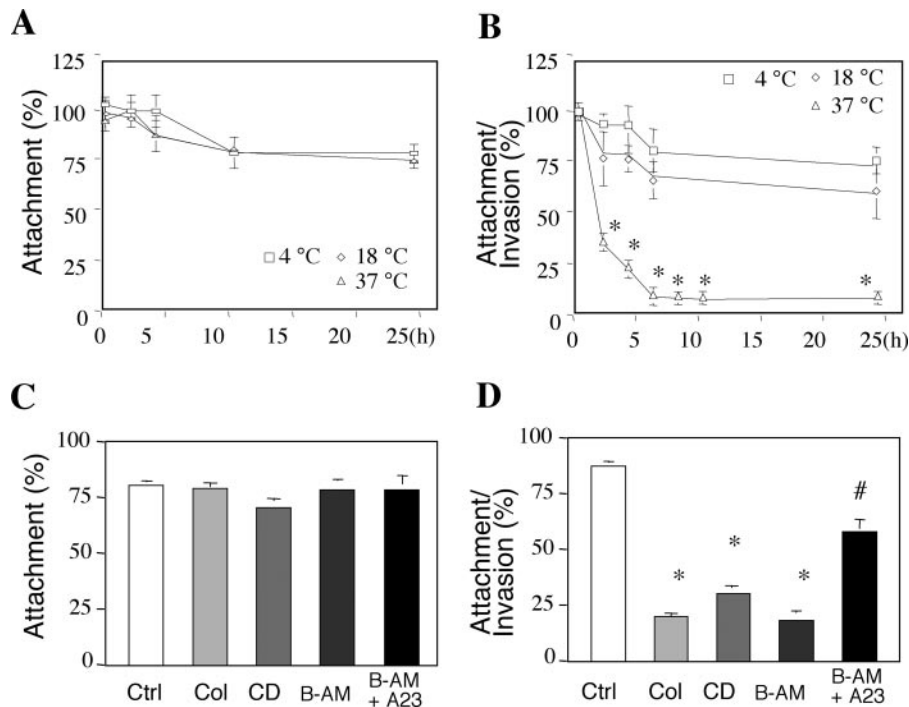 A
125
100
75
50
25
0
Attachment (%)
4 °C 18 °C
37 °C
0 5 10 15 20 25(h)
B
125
100
75
50
25
0
Attachment/
Invasion (%)
4 °C 18 °C
37 °C
* * * * * *
0 5 10 15 20 25(h)
C
100
75
50
75
0
Attachment (%)
Ctrl Col CD B-AM B-AM
+ A23
D
100
75
50
25
0
Attachment/
Invasion (%)
* * * #
Ctrl Col CD B-AM B-AM
+ A23